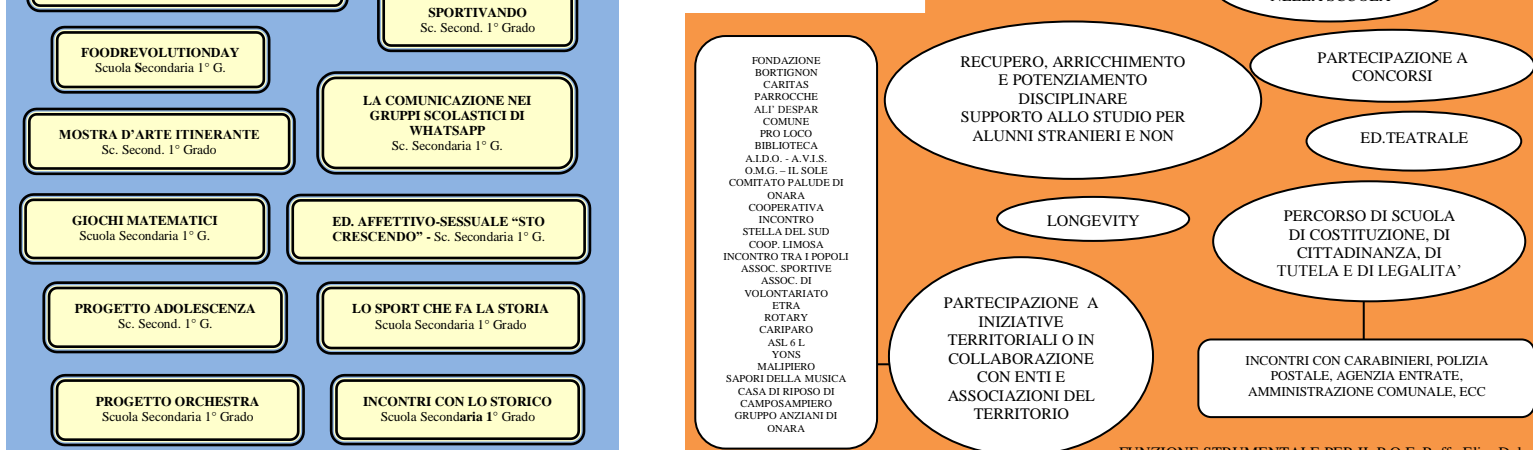 SPORTIVANDO
Sc. Second. 1° Grado
FOODREVOLUTIONDAY
Scuola Secondaria 1° G.
LA COMUNICAZIONE NEI
GRUPPI SCOLASTICI DI
WHATSAPP
Sc. Secondaria 1° G.
MOSTRA D'ARTE ITINERANTE
Sc. Second. 1° Grado
GIOCHI MATEMATICI
Scuola Secondaria 1° G.
ED. AFFETTIVO-SESSUALE “STO
CRESCENDO” - Sc. Secondaria 1° G.
PROGETTO ADOLESCENZA
Sc. Second. 1° G.
LO SPORT CHE FA LA STORIA
Scuola Secondaria 1° Grado
PROGETTO ORCHESTRA
Scuola Secondaria 1° Grado
INCONTRI CON LO STORICO
Scuola Secondaria 1° Grado
FONDAZIONE
BORTIGNON
CARITAS
PARROCCHE
ALI’ DESPAR
COMUNE
PRO LOCO
BIBLIOTECA
A.I.D.O. - A.V.I.S.
O.M.G. – IL SOLE
COMITATO PALUDE DI
ONARA
COOPERATIVA
INCONTRO
STELLA DEL SUD
COOP. LIMOSA
INCONTRO TRA I POPOLI
ASSOC. SPORTIVE
ASSOC. DI
VOLONTARIATO
ETRA
ROTARY
CARIPARO
ASL 6 L
YONS
MALIPIERO
SAPORI DELLA MUSICA
CASA DI RIPOSO DI
CAMPOSAMPIERO
GRUPPO ANZIANI DI
ONARA
NELLA SCUOLA
RECUPERO, ARRICCHIMENTO
E POTENZIAMENTO
DISCIPLINARE
SUPPORTO ALLO STUDIO PER
ALUNNI STRANIERI E NON
PARTECIPAZIONE A
CONCORSI
ED.TEATRALE
LONGEVITY
PERCORSO DI SCUOLA
DI COSTITUZIONE, DI
CITTADINANZA, DI
TUTELA E DI LEGALITA’
PARTECIPAZIONE A
INIZIATIVE
TERRITORIALI O IN
COLLABORAZIONE
CON ENTI E
ASSOCIAZIONI DEL
TERRITORIO
INCONTRI CON CARABINIERI, POLIZIA
POSTALE, AGENZIA ENTRATE,
AMMINISTRAZIONE COMUNALE, ECC
FUNZIONE STRUMENTALE PER IL P.O.F.